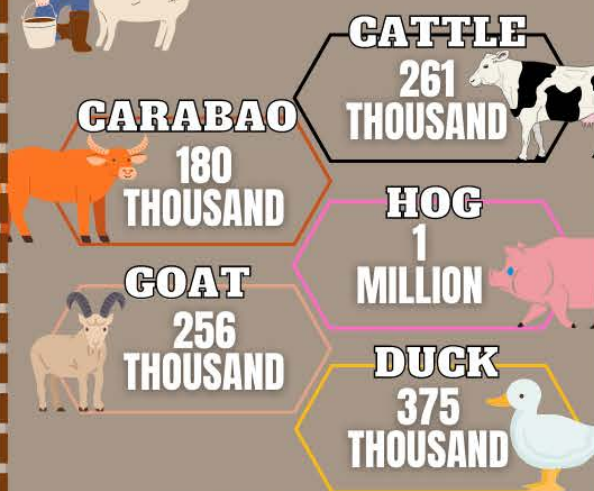 CATTLE
261
THOUSAND
CARABAO
180
THOUSAND
HOG
1
MILLION
GOAT
256
THOUSAND
DUCK
375
THOUSAND